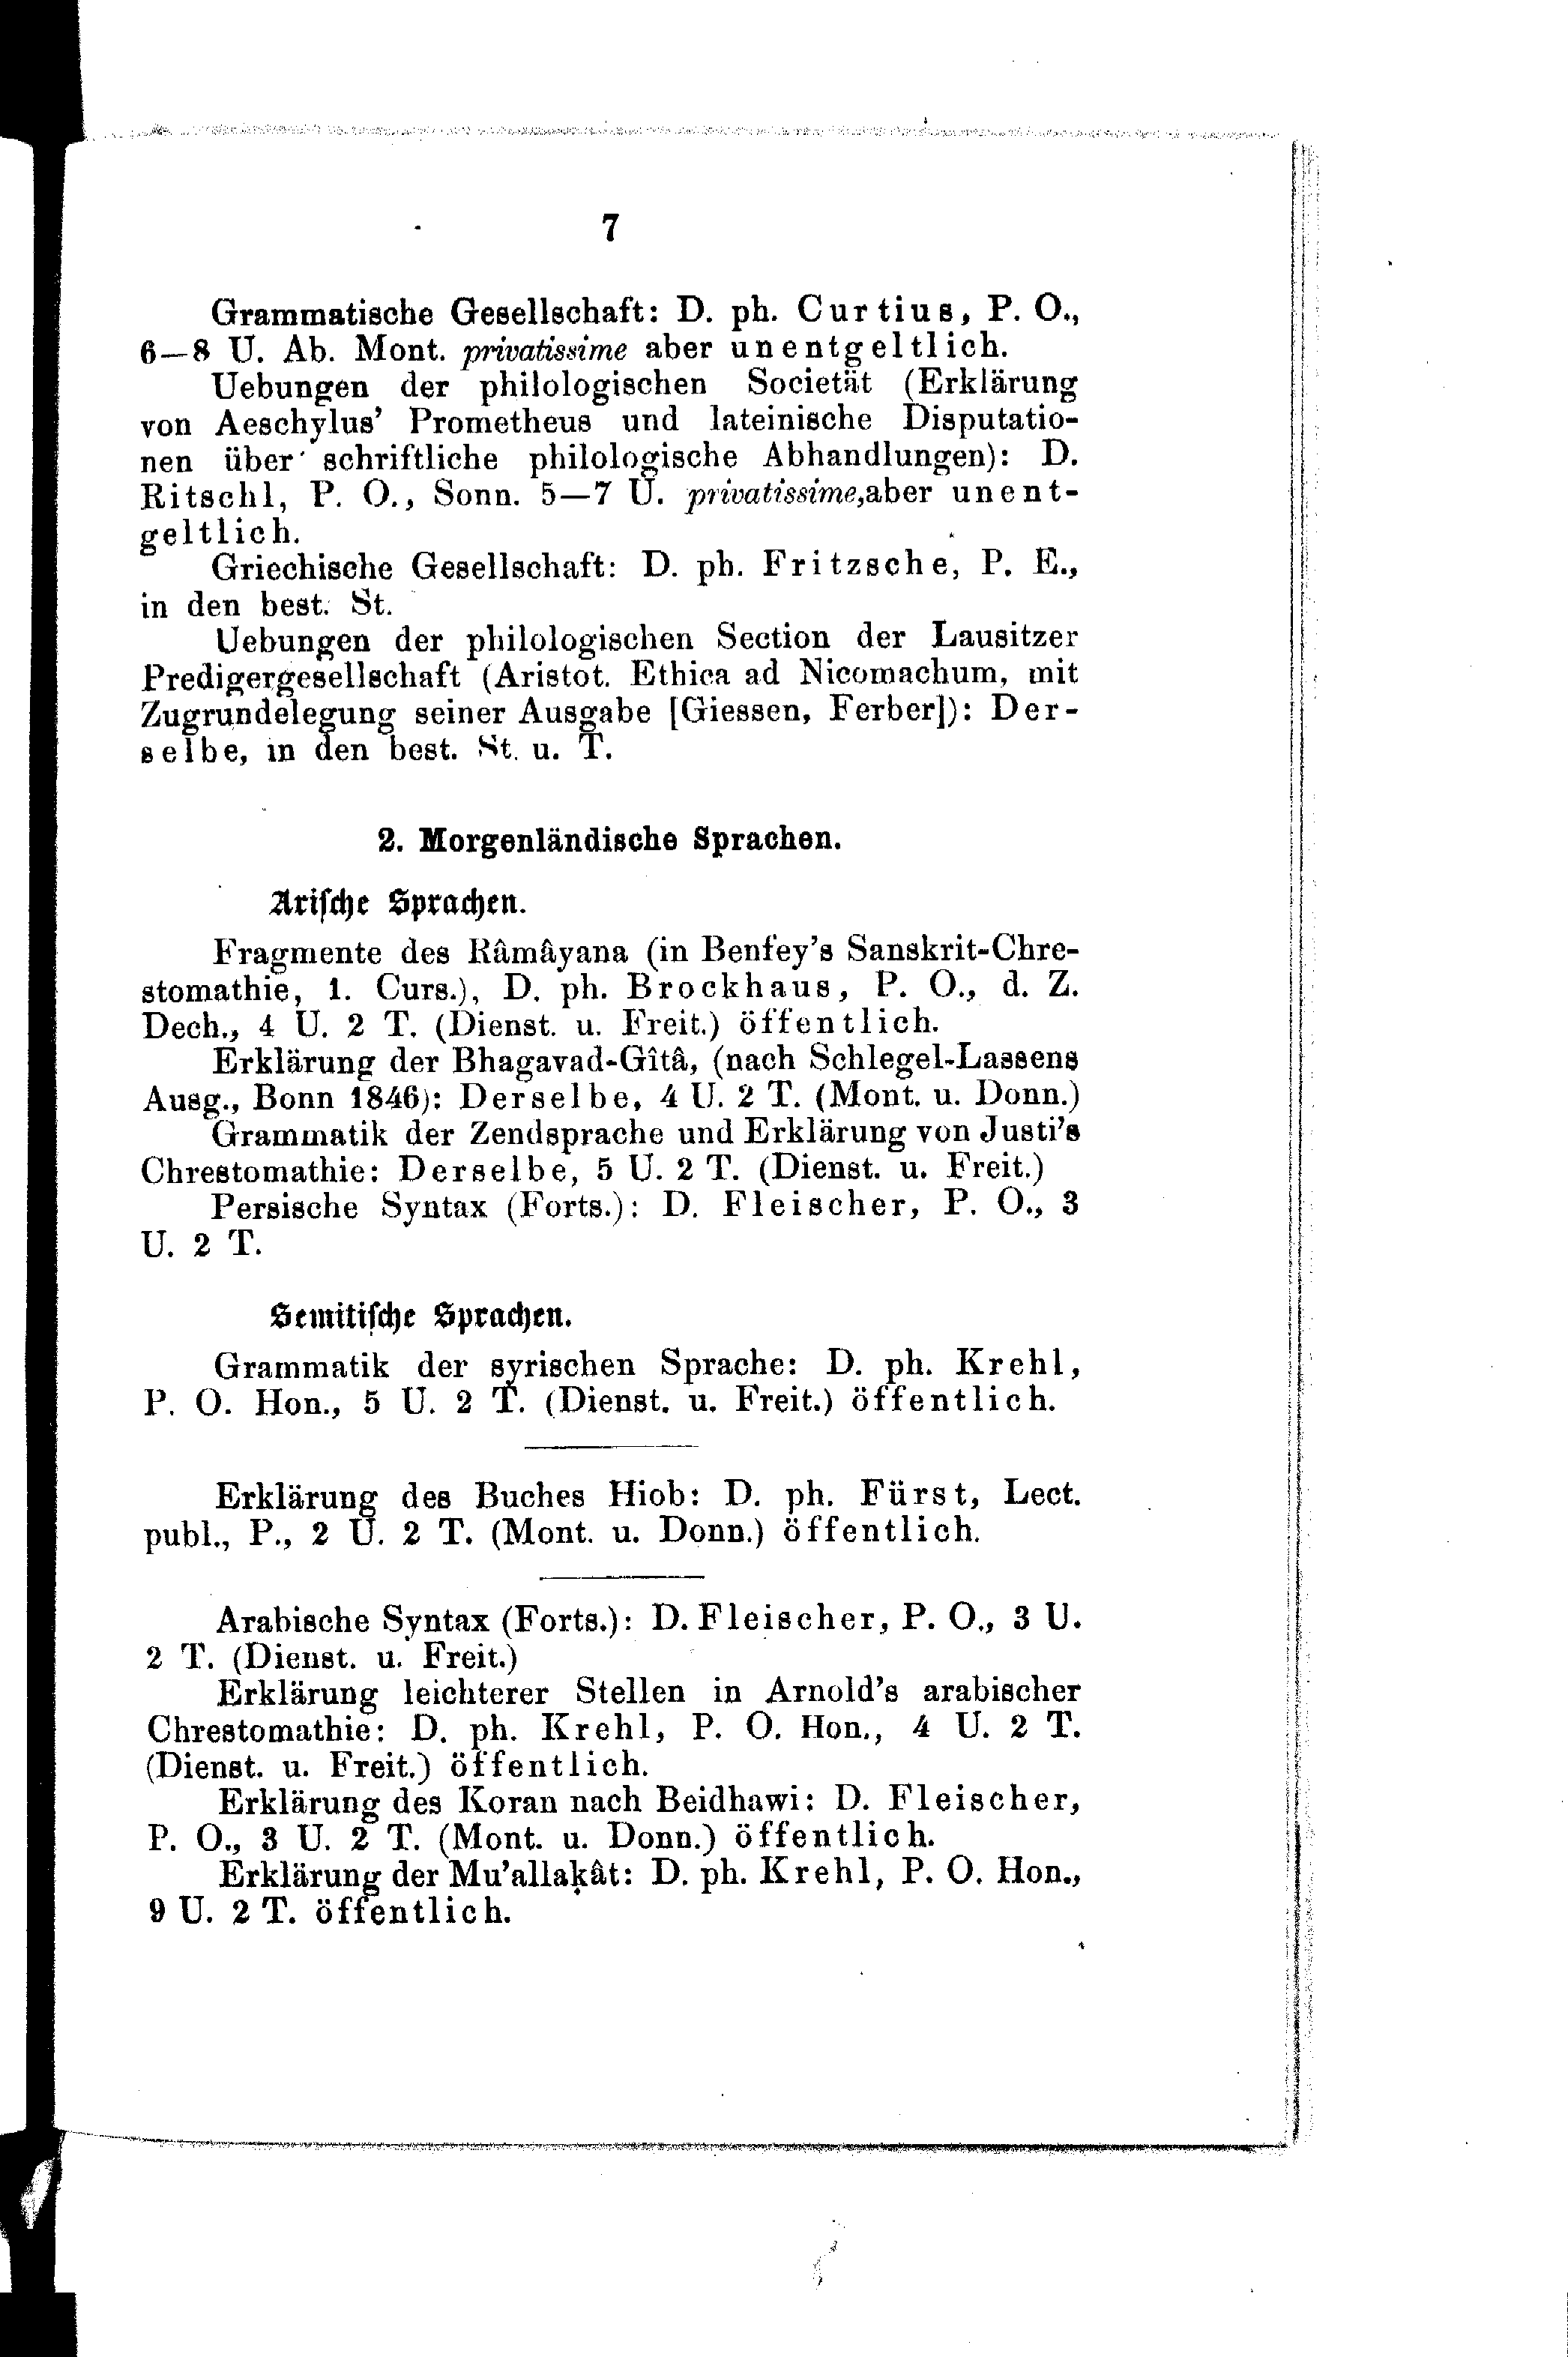 7
Grammatische Gesellschaft: D. ph. Curtius, P. O.,
6—8 U. Ab. Mont. privatissime aber unentgeltlich.
Uebungen der philologischen Societät (Erklärung
von Aeschylus’ Prometheus und lateinische Disputatio-
nen über schriftliche philologische Abhandlungen): D.
Ritschl, P. O., Sonn. 5—7 U. privatissime,aber unent-
geltlich.
Griechische Gesellschaft: D. ph. Fritzsche, P. E.,
in den best. St.
Uebungen der philologischen Section der Lausitzer
Predigergesellschaft (Aristot. Ethica ad Nicomachum, mit
Zugrundelegung seiner Ausgabe [Giessen, Ferber]): Der-
selbe, in den best. St. u. T.
2. Morgenländische Sprachen.
Arische Sprachen.
Fragmente des Râmâyana (in Benfey’s Sanskrit-Chre-
stomathie, 1. Curs.), D. ph. Brockhaus, P. O., d. Z.
Dech., 4 U. 2 T. (Dienst. u. Freit.) öffentlich.
Erklärung der Bhagavad-Gîtâ, (nach Schlegel-Lassens
Ausg., Bonn 1846): Derselbe, 4 U. 2 T. (Mont. u. Donn.)
Grammatik der Zendsprache und Erklärung von Justi’s
Chrestomathie: Derselbe, 5 U. 2 T. (Dienst. u. Freit.)
Persische Syntax (Forts.): D. Fleischer, P. O., 3
U. 2 T.
Semitische Sprachen.
Grammatik der syrischen Sprache: D. ph. Krehl,
P. O. Hon., 5 U. 2 T. (Dienst. u. Freit.) öffentlich.
Erklärung des Buches Hiob: D. ph. Fürst, Lect.
publ., P., 2 U. 2 T. (Mont. u. Donn.) öffentlich.
Arabische Syntax (Forts.): D. Fleischer, P. O., 3 U.
2 T. (Dienst. u. Freit.)
Erklärung leichterer Stellen in Arnold’s arabischer
Chrestomathie: D. ph. Krehl, P. O. Hon., 4 U. 2 T.
(Dienst. u. Freit.) öffentlich.
Erklärung des Koran nach Beidhawi: D. Fleischer,
P. O., 3 U. 2 T. (Mont. u. Donn.) öffentlich.
Erklärung der Mu’allaḳât: D. ph. Krehl, P. O. Hon.,
9 U. 2 T. öffentlich.